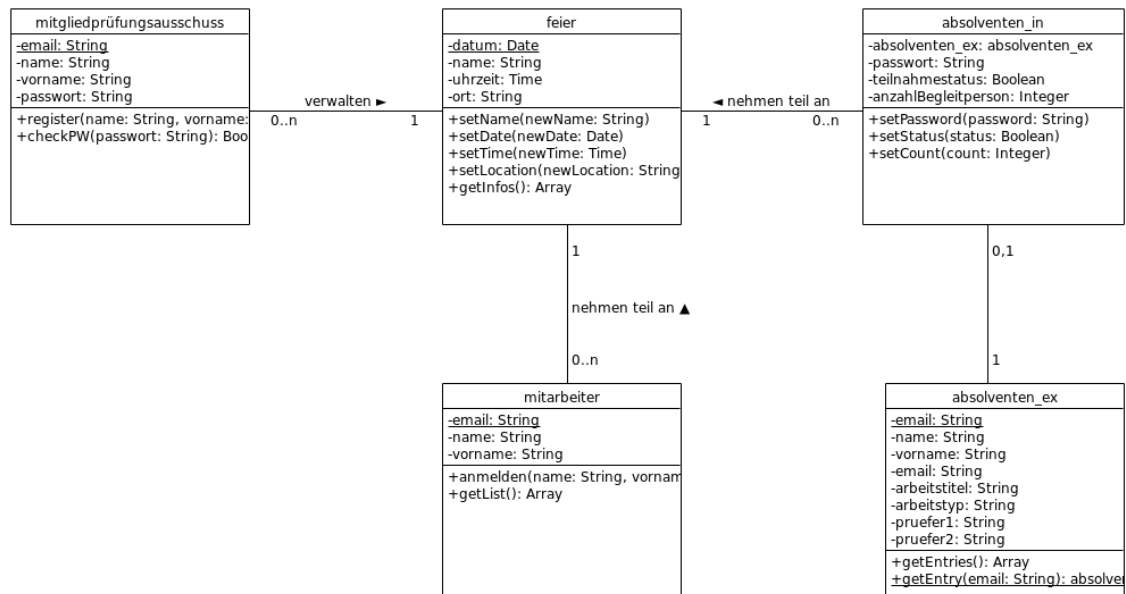 mitgliedprüfungsausschuss
-email: String
-name: String
-vorname: String
-passwort: String
+register(name: String, vorname:
+checkPW(passwort: String): Boo
verwalten ►
0..n
1
feier
-datum: Date
-name: String
-uhrzeit: Time
-ort: String
+setName(newName: String)
+setDate(newDate: Date)
+setTime(newTime: Time)
+setLocation(newLocation: String
+getInfos(): Array
◄ nehmen teil an
1
0..n
absolventen_in
-absolventen_ex: absolventen_ex
-passwort: String
-teilnahmestatus: Boolean
-anzahlBegleitperson: Integer
+setPassword(password: String)
+setStatus(status: Boolean)
+setCount(count: Integer)
1
nehmen teil an ▲
0..n
0,1
1
mitarbeiter
-email: String
-name: String
-vorname: String
+anmelden(name: String, vornam
+getList(): Array
absolventen_ex
-email: String
-name: String
-vorname: String
-email: String
-arbeitstitel: String
-arbeitstyp: String
-pruefer1: String
-pruefer2: String
+getEntries(): Array
+getEntry(email: String): absolve